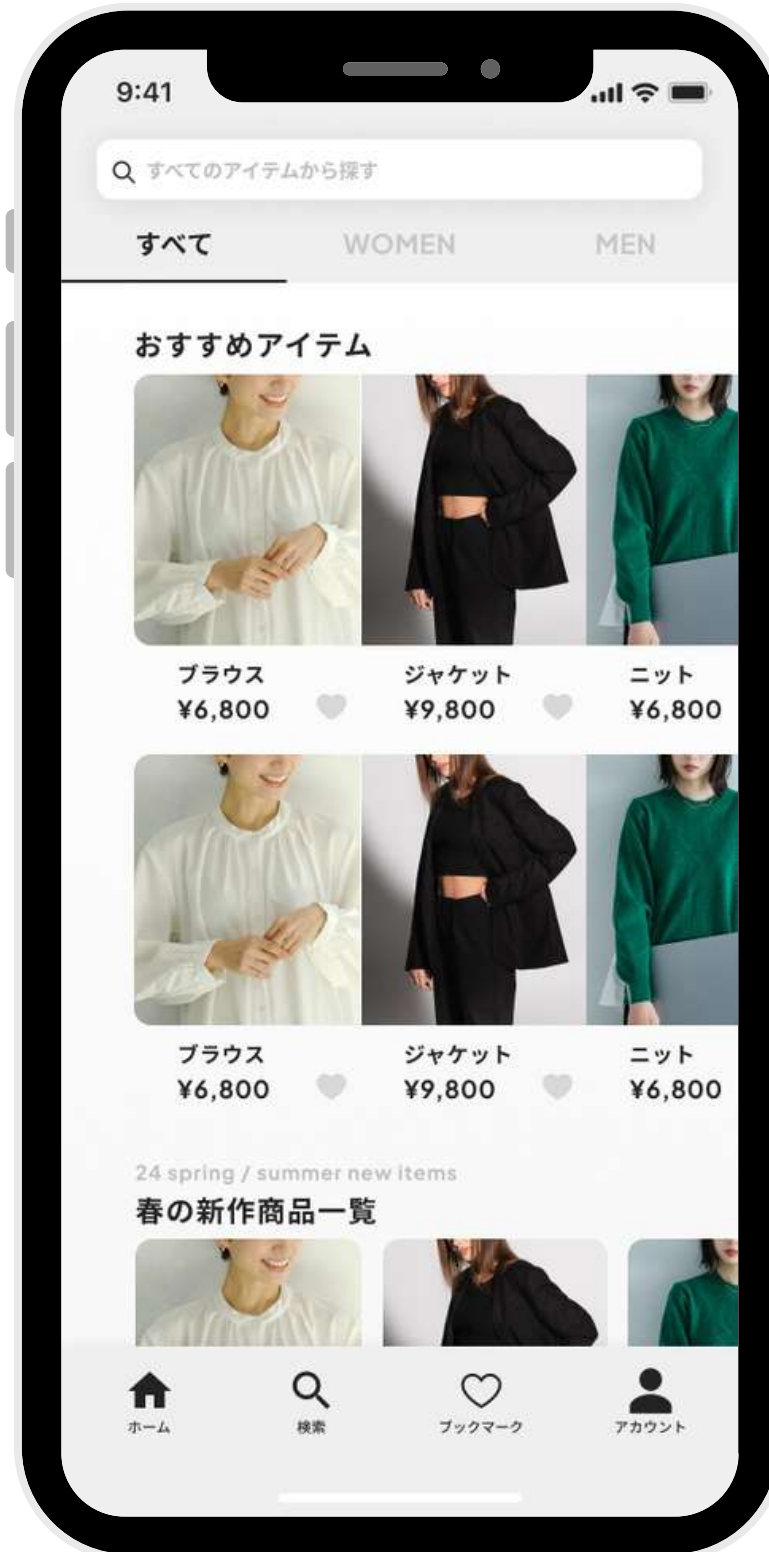 9:41
すべてのアイテムから探す
すべて WOMEN MEN
おすすめアイテム
ブラウス ジャケット ニット
¥6,800 ¥9,800 ¥6,800
ブラウス ジャケット ニット
¥6,800 ¥9,800 ¥6,800
24 spring / summer new items
春の新作商品一覧
ホーム 検索 ブックマーク アカウント